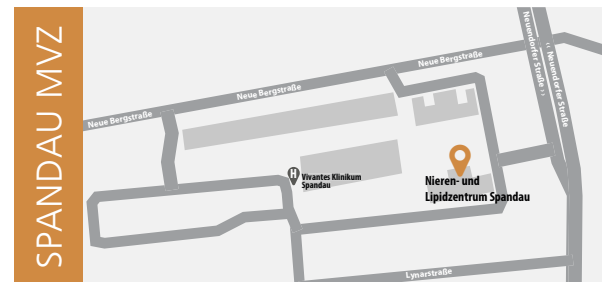 SPANDAU MVZ
Neue Bergstraße
Neue Bergstraße
Neue Bergstraße
Neuendorfer Straße
Neuendorfer Straße
H
Vivantes Klinikum
Spandau
Nieren- und
Lipidzentrum Spandau
Lynarstraße